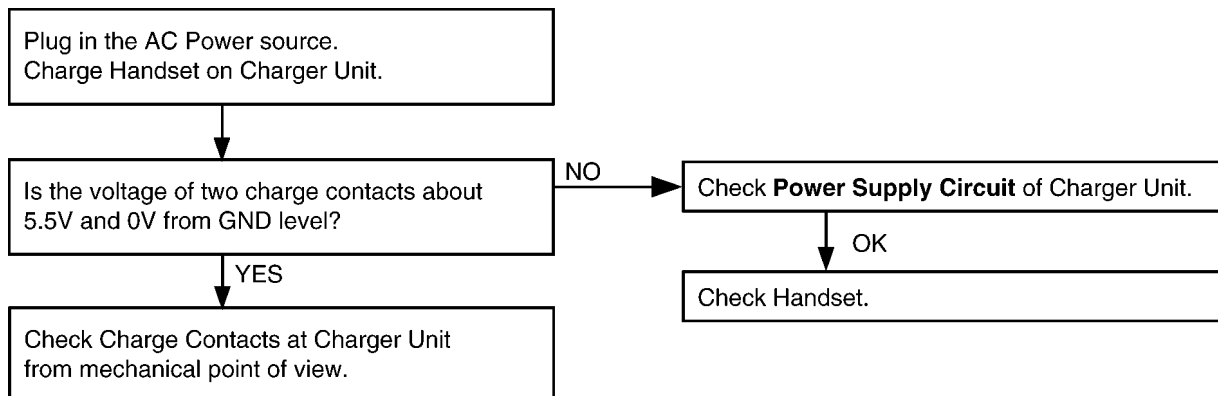 Plug in the AC Power source.
Charge Handset on Charger Unit.
Is the voltage of two charge contacts about
5.5V and 0V from GND level?
NO
Check Power Supply Circuit of Charger Unit.
OK
Check Handset.
YES
Check Charge Contacts at Charger Unit
from mechanical point of view.